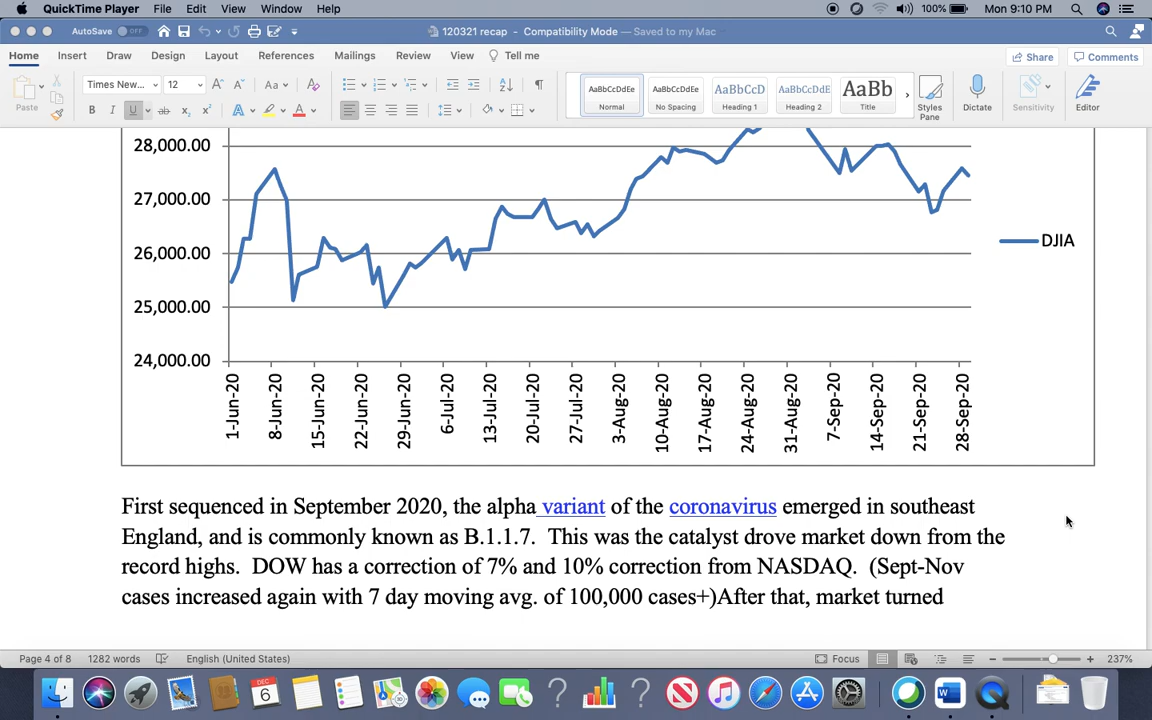 QuickTime Player File Edit View Window Help 100% Mon 9:10 PM
AutoSave OFF 120321 recap - Compatibility Mode — Saved to my Mac
Home Insert Draw Design Layout References Mailings Review View Tell me Share Comments
Paste Times New... 12 Aa
B I U ab x₂ x² A A
AaBbCcDdEe AaBbCcDdEe AaBbCcD AaBbCcDdE AaBb
Normal No Spacing Heading 1 Heading 2 Title Styles Pane Dictate Sensitivity Editor
28,000.00
27,000.00
26,000.00
25,000.00
24,000.00
DJIA
1-Jun-20 8-Jun-20 15-Jun-20 22-Jun-20 29-Jun-20 6-Jul-20 13-Jul-20 20-Jul-20 27-Jul-20 3-Aug-20 10-Aug-20 17-Aug-20 24-Aug-20 31-Aug-20 7-Sep-20 14-Sep-20 21-Sep-20 28-Sep-20
First sequenced in September 2020, the alpha variant of the coronavirus emerged in southeast
England, and is commonly known as B.1.1.7. This was the catalyst drove market down from the
record highs. DOW has a correction of 7% and 10% correction from NASDAQ. (Sept-Nov
cases increased again with 7 day moving avg. of 100,000 cases+)After that, market turned
Page 4 of 8 1282 words English (United States) Focus 237%
DEC
6